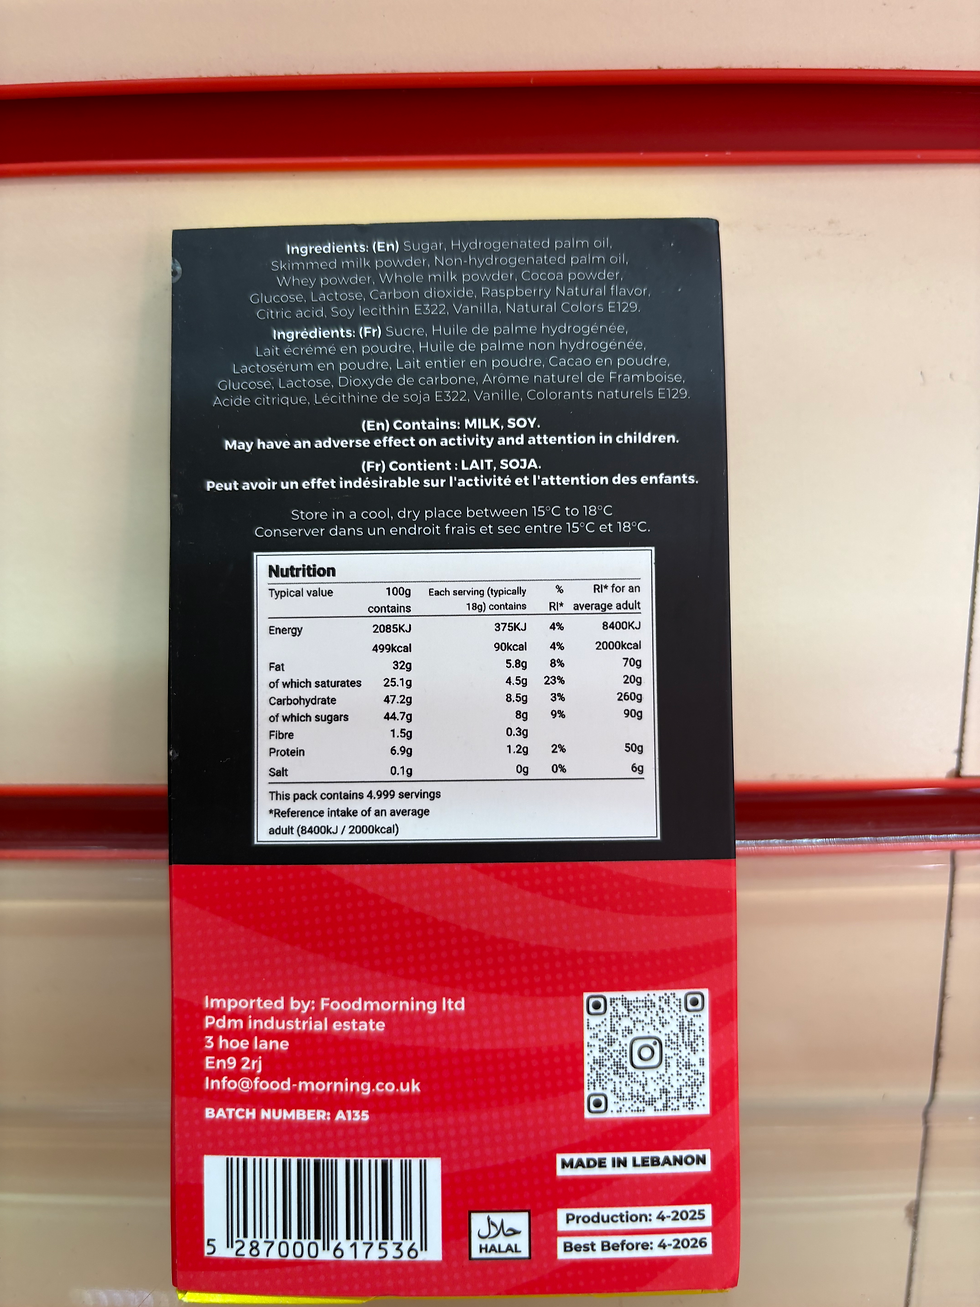 Ingredients: (En) Sugar, Hydrogenated palm oil,
Skimmed milk powder, Non-hydrogenated palm oil,
Whey powder, Whole milk powder, Cocoa powder,
Glucose, Lactose, Carbon dioxide, Raspberry Natural flavor,
Citric acid, Soy lecithin E322, Vanilla, Natural Colors E129.
Ingrédients: (Fr) Sucre, Huile de palme hydrogénée,
Lait écrémé en poudre, Huile de palme non hydrogénée,
Lactosérum en poudre, Lait entier en poudre, Cacao en poudre,
Glucose, Lactose, Dioxyde de carbone, Arôme naturel de Framboise,
Acide citrique, Lécithine de soja E322, Vanille, Colorants naturels E129.
(En) Contains: MILK, SOY.
May have an adverse effect on activity and attention in children.
(Fr) Contient : LAIT, SOJA.
Peut avoir un effet indésirable sur l'activité et l'attention des enfants.
Store in a cool, dry place between 15°C to 18°C
Conserver dans un endroit frais et sec entre 15°C et 18°C.
Nutrition
Typical value 100g contains Each serving (typically 18g) contains % RI* RI* for an average adult
Energy 2085KJ 375KJ 4% 8400KJ
499kcal 90kcal 4% 2000kcal
Fat 32g 5.8g 8% 70g
of which saturates 25.1g 4.5g 23% 20g
Carbohydrate 47.2g 8.5g 3% 260g
of which sugars 44.7g 8g 9% 90g
Fibre 1.5g 0.3g
Protein 6.9g 1.2g 2% 50g
Salt 0.1g 0g 0% 6g
This pack contains 4.999 servings
*Reference intake of an average
adult (8400kJ / 2000kcal)
Imported by: Foodmorning ltd
Pdm industrial estate
3 hoe lane
En9 2rj
Info@food-morning.co.uk
BATCH NUMBER: A135
MADE IN LEBANON
5 287000 617536
حلال
HALAL
Production: 4-2025
Best Before: 4-2026